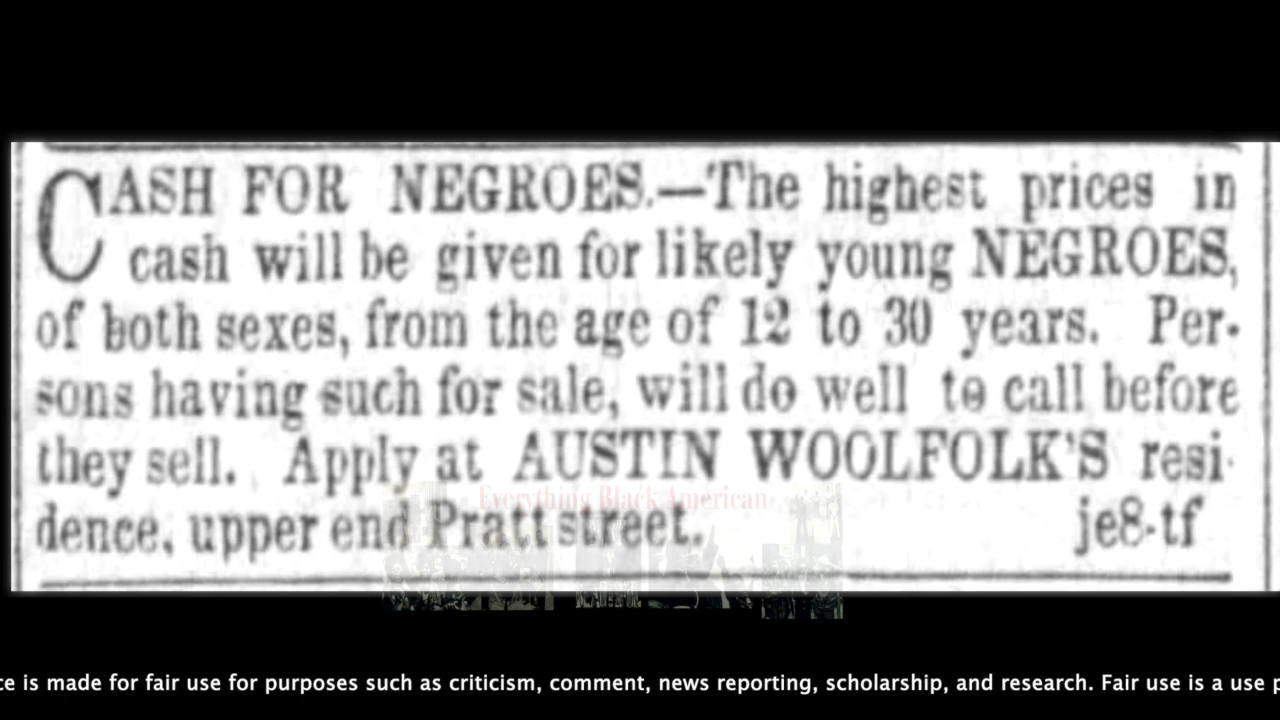 CASH FOR NEGROES.—The highest prices in
cash will be given for likely young NEGROES,
of both sexes, from the age of 12 to 30 years. Per-
sons having such for sale, will do well to call before
they sell. Apply at AUSTIN WOOLFOLK'S resi-
Everything Black American
dence, upper end Pratt street. je8-tf
ce is made for fair use for purposes such as criticism, comment, news reporting, scholarship, and research. Fair use is a use p